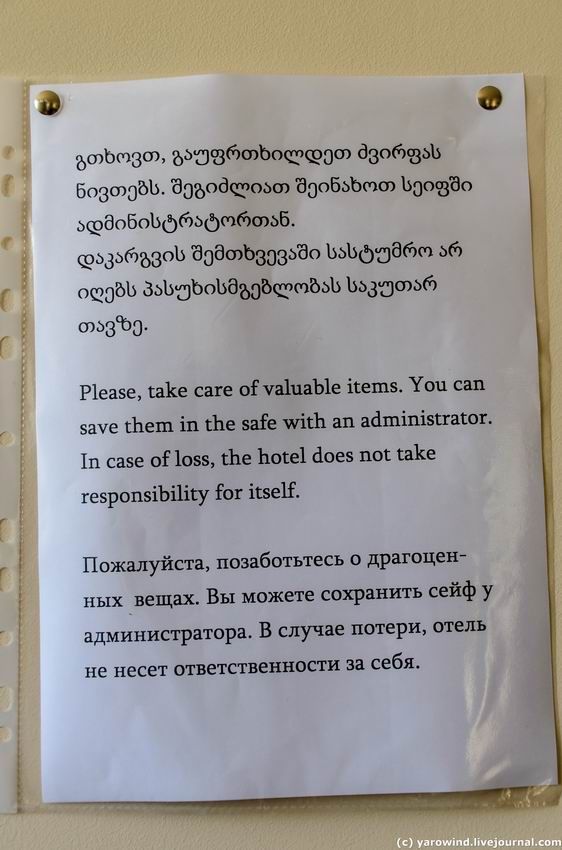 გთხოვთ, გაუფრთხილდეთ ძვირფას
ნივთებს. შეგიძლიათ შეინახოთ სეიფში
ადმინისტრატორთან.
დაკარგვის შემთხვევაში სასტუმრო არ
იღებს პასუხისმგებლობას საკუთარ
თავზე.
Please, take care of valuable items. You can
save them in the safe with an administrator.
In case of loss, the hotel does not take
responsibility for itself.
Пожалуйста, позаботьтесь о драгоцен-
ных вещах. Вы можете сохранить сейф у
администратора. В случае потери, отель
не несет ответственности за себя.
(c) yarowind.livejournal.com